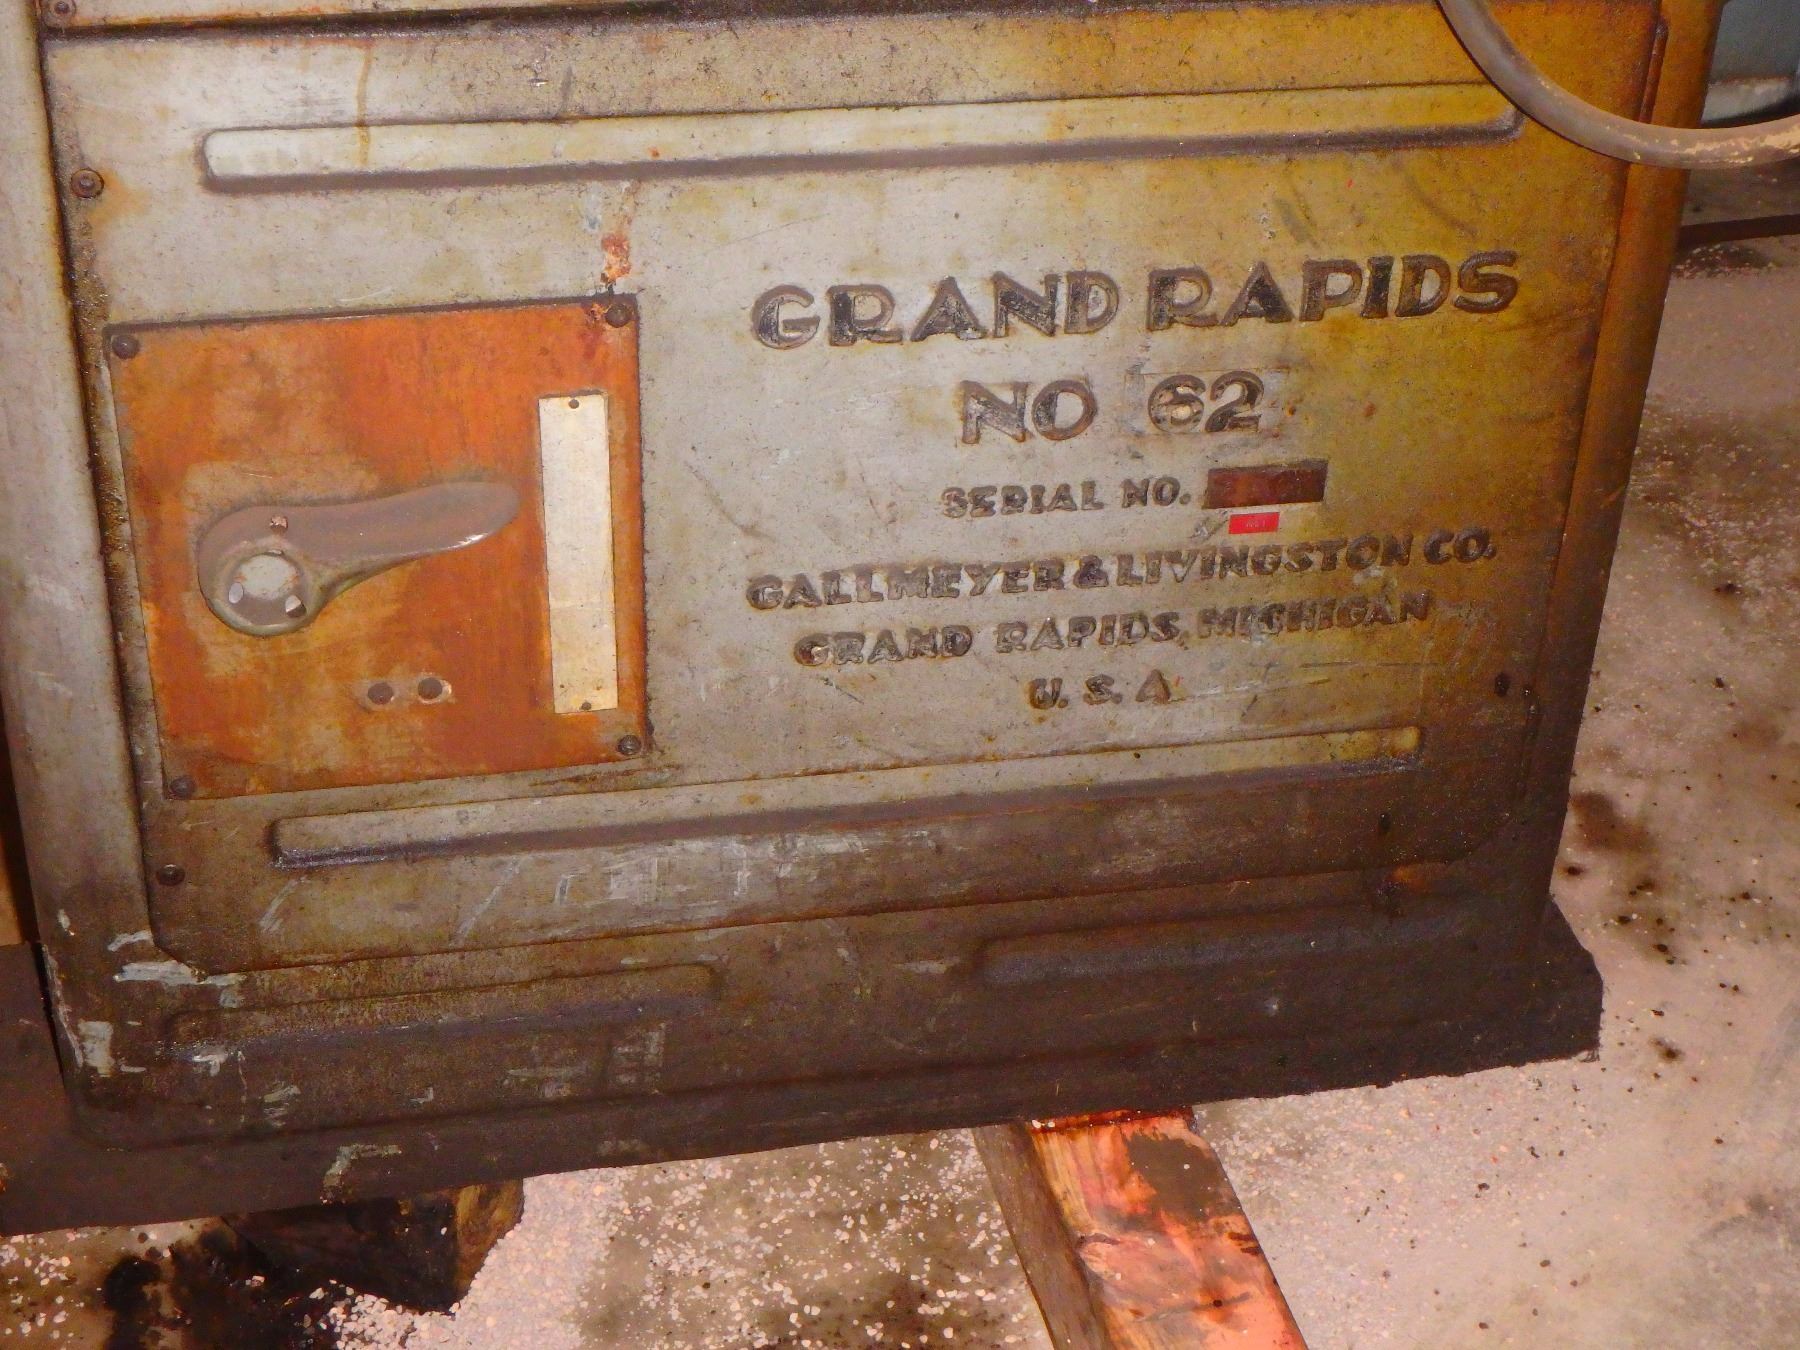 GRAND RAPIDS
NO 62
SERIAL NO.
GALLMEYER & LIVINGSTON CO.
GRAND RAPIDS, MICHIGAN
U. S. A